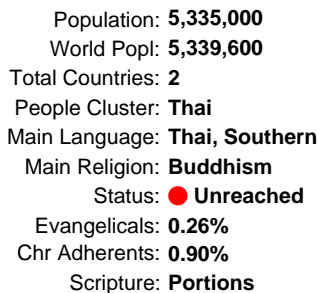 Population: 5,335,000
World Popl: 5,339,600
Total Countries: 2
People Cluster: Thai
Main Language: Thai, Southern
Main Religion: Buddhism
Status: Unreached
Evangelicals: 0.26%
Chr Adherents: 0.90%
Scripture: Portions